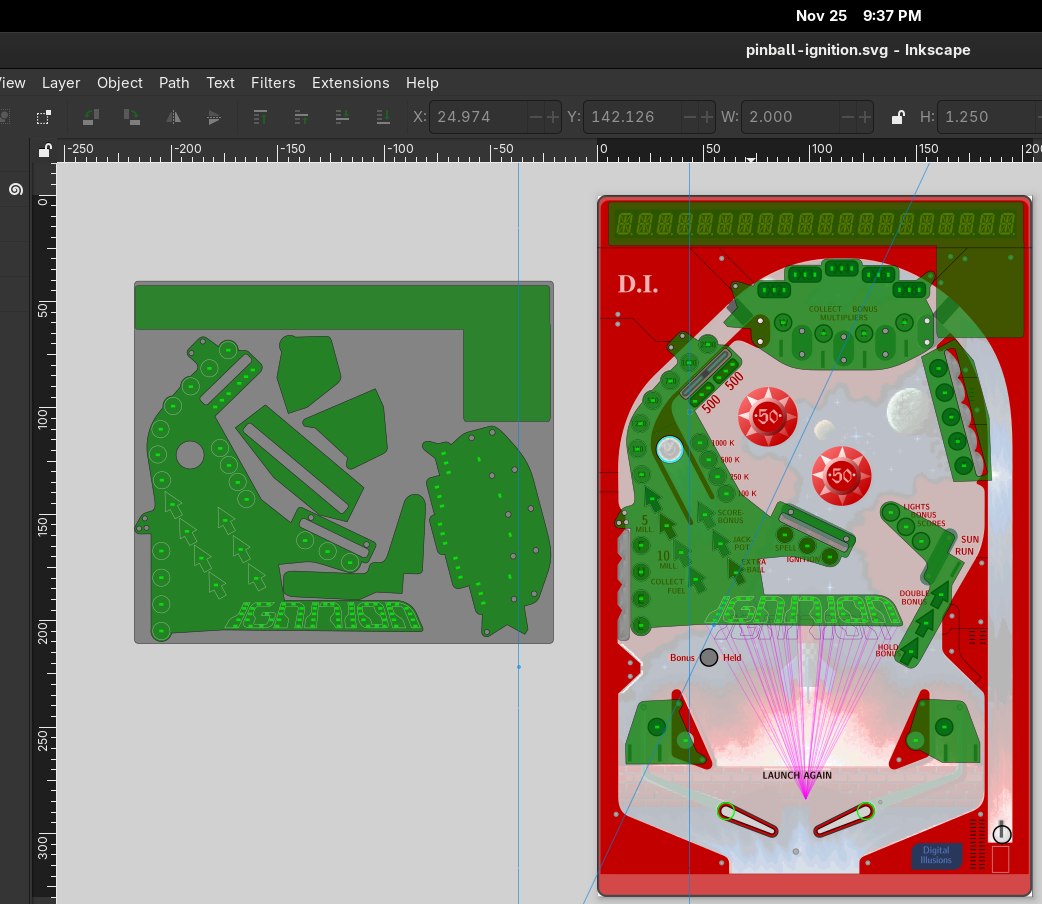 Nov 25 9:37 PM
pinball-ignition.svg - Inkscape
View Layer Object Path Text Filters Extensions Help
X: 24.974 Y: 142.126 W: 2.000 H: 1.250
-250 -200 -150 -100 -50 0 50 100 150 200
0
50
100
150
200
250
300
D.I.
COLLECT BONUS
MULTIPLIERS
500
500
50
50
1000 K
500 K
250 K
100 K
5
MILL.
SCORE-
BONUS
JACK
POT
10
MILL.
EXTRA
BALL
COLLECT
FUEL
SPELL
IGNITION
LIGHTS
BONUS
SCORES
SUN
RUN
DOUBLE
BONUS
HOLD
BONUS
IGNITION
IGNITION
Bonus Held
LAUNCH AGAIN
Digital
Illusions